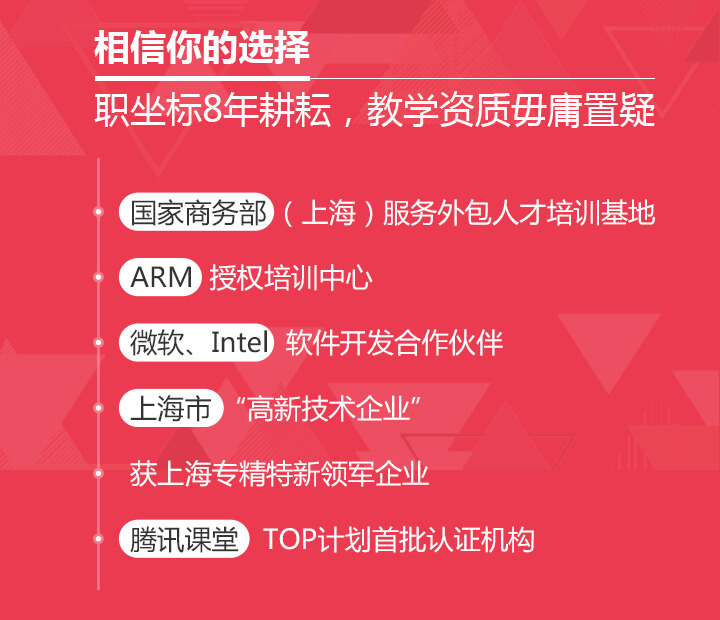 相信你的选择
职坐标8年耕耘，教学资质毋庸置疑
国家商务部（上海）服务外包人才培训基地
ARM 授权培训中心
微软、Intel 软件开发合作伙伴
上海市“高新技术企业”
获上海专精特新领军企业
腾讯课堂 TOP计划首批认证机构